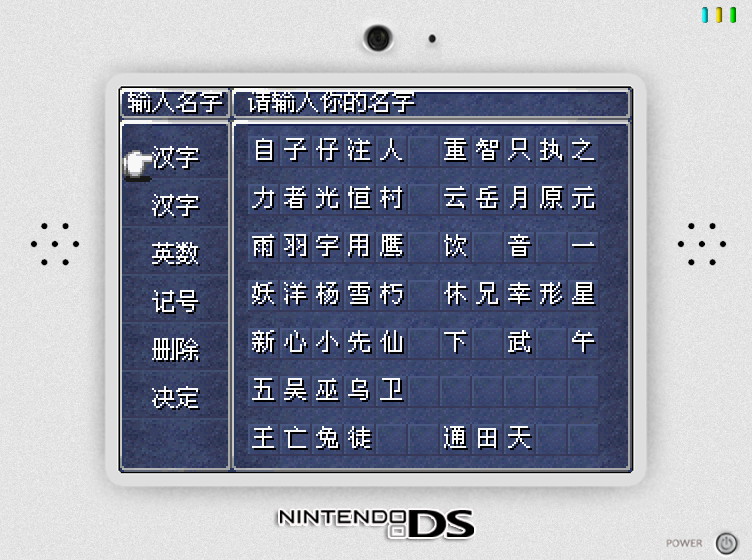 输入名字 请输入你的名字
汉字
汉字
英数
记号
删除
决定
自子仔注人 重智只执之
力者光恒村 云岳月原元
雨羽宇用鹰 饮 音 一
妖洋杨雪朽 休兄幸形星
新心小先仙 下 武 午
五吴巫乌卫
王亡兔徒 通田天
NINTENDO DS
POWER